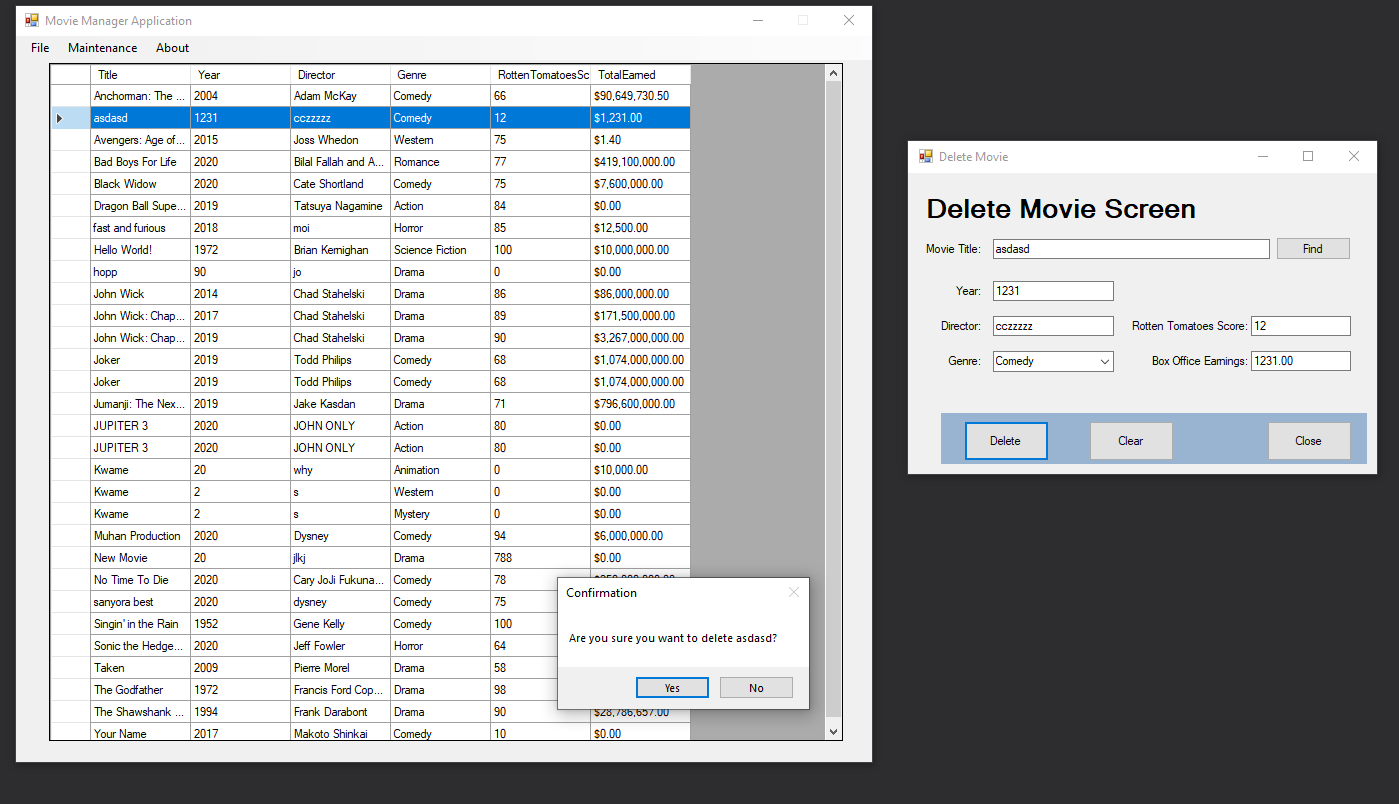 Movie Manager Application
File Maintenance About
Title Year Director Genre RottenTomatoesSc TotalEarned
Anchorman: The ... 2004 Adam McKay Comedy 66 $90,649,730.50
asdasd 1231 cczzzzz Comedy 12 $1,231.00
Avengers: Age of... 2015 Joss Whedon Western 75 $1.40
Bad Boys For Life 2020 Bilal Fallah and A... Romance 77 $419,100,000.00
Black Widow 2020 Cate Shortland Comedy 75 $7,600,000.00
Dragon Ball Supe... 2019 Tatsuya Nagamine Action 84 $0.00
fast and furious 2018 moi Horror 85 $12,500.00
Hello World! 1972 Brian Kernighan Science Fiction 100 $10,000,000.00
hopp 90 jo Drama 0 $0.00
John Wick 2014 Chad Stahelski Drama 86 $86,000,000.00
John Wick: Chap... 2017 Chad Stahelski Drama 89 $171,500,000.00
John Wick: Chap... 2019 Chad Stahelski Drama 90 $3,267,000,000.00
Joker 2019 Todd Philips Comedy 68 $1,074,000,000.00
Joker 2019 Todd Philips Comedy 68 $1,074,000,000.00
Jumanji: The Nex... 2019 Jake Kasdan Drama 71 $796,600,000.00
JUPITER 3 2020 JOHN ONLY Action 80 $0.00
JUPITER 3 2020 JOHN ONLY Action 80 $0.00
Kwame 20 why Animation 0 $10,000.00
Kwame 2 s Western 0 $0.00
Kwame 2 s Mystery 0 $0.00
Muhan Production 2020 Dysney Comedy 94 $6,000,000.00
New Movie 20 jlkj Drama 788 $0.00
No Time To Die 2020 Cary JoJi Fukuna... Comedy 78
sanyora best 2020 dysney Comedy 75
Singin' in the Rain 1952 Gene Kelly Comedy 100
Sonic the Hedge... 2020 Jeff Fowler Horror 64
Taken 2009 Pierre Morel Drama 58
The Godfather 1972 Francis Ford Cop... Drama 98
The Shawshank ... 1994 Frank Darabont Drama 90 $28,786,657.00
Your Name 2017 Makoto Shinkai Comedy 10 $0.00
Confirmation
Are you sure you want to delete asdasd?
Yes No
Delete Movie
Delete Movie Screen
Movie Title: asdasd Find
Year: 1231
Director: cczzzzz Rotten Tomatoes Score: 12
Genre: Comedy Box Office Earnings: 1231.00
Delete Clear Close